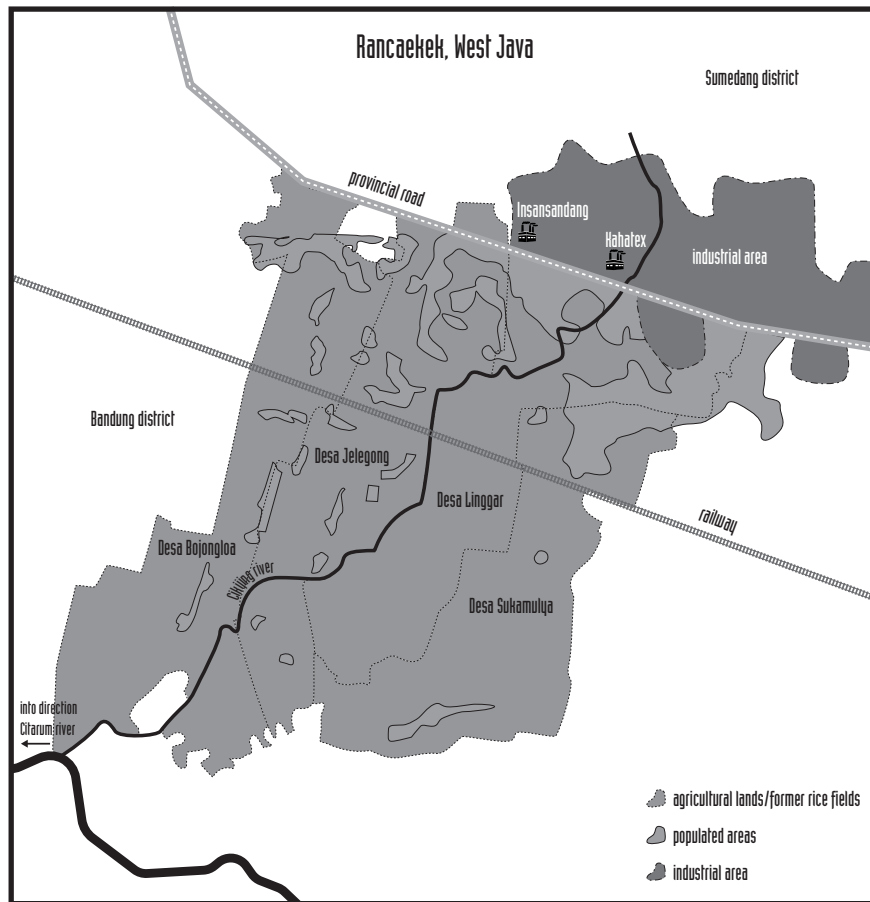 Rancaekek, West Java
Sumedang district
provincial road
Insansandang
Kahatex
industrial area
Bandung district
Desa Jelegong
Desa Linggar
railway
Desa Bojongloa
Cikijing river
Desa Sukamulya
into direction
Citarum river
agricultural lands/former rice fields
populated areas
industrial area